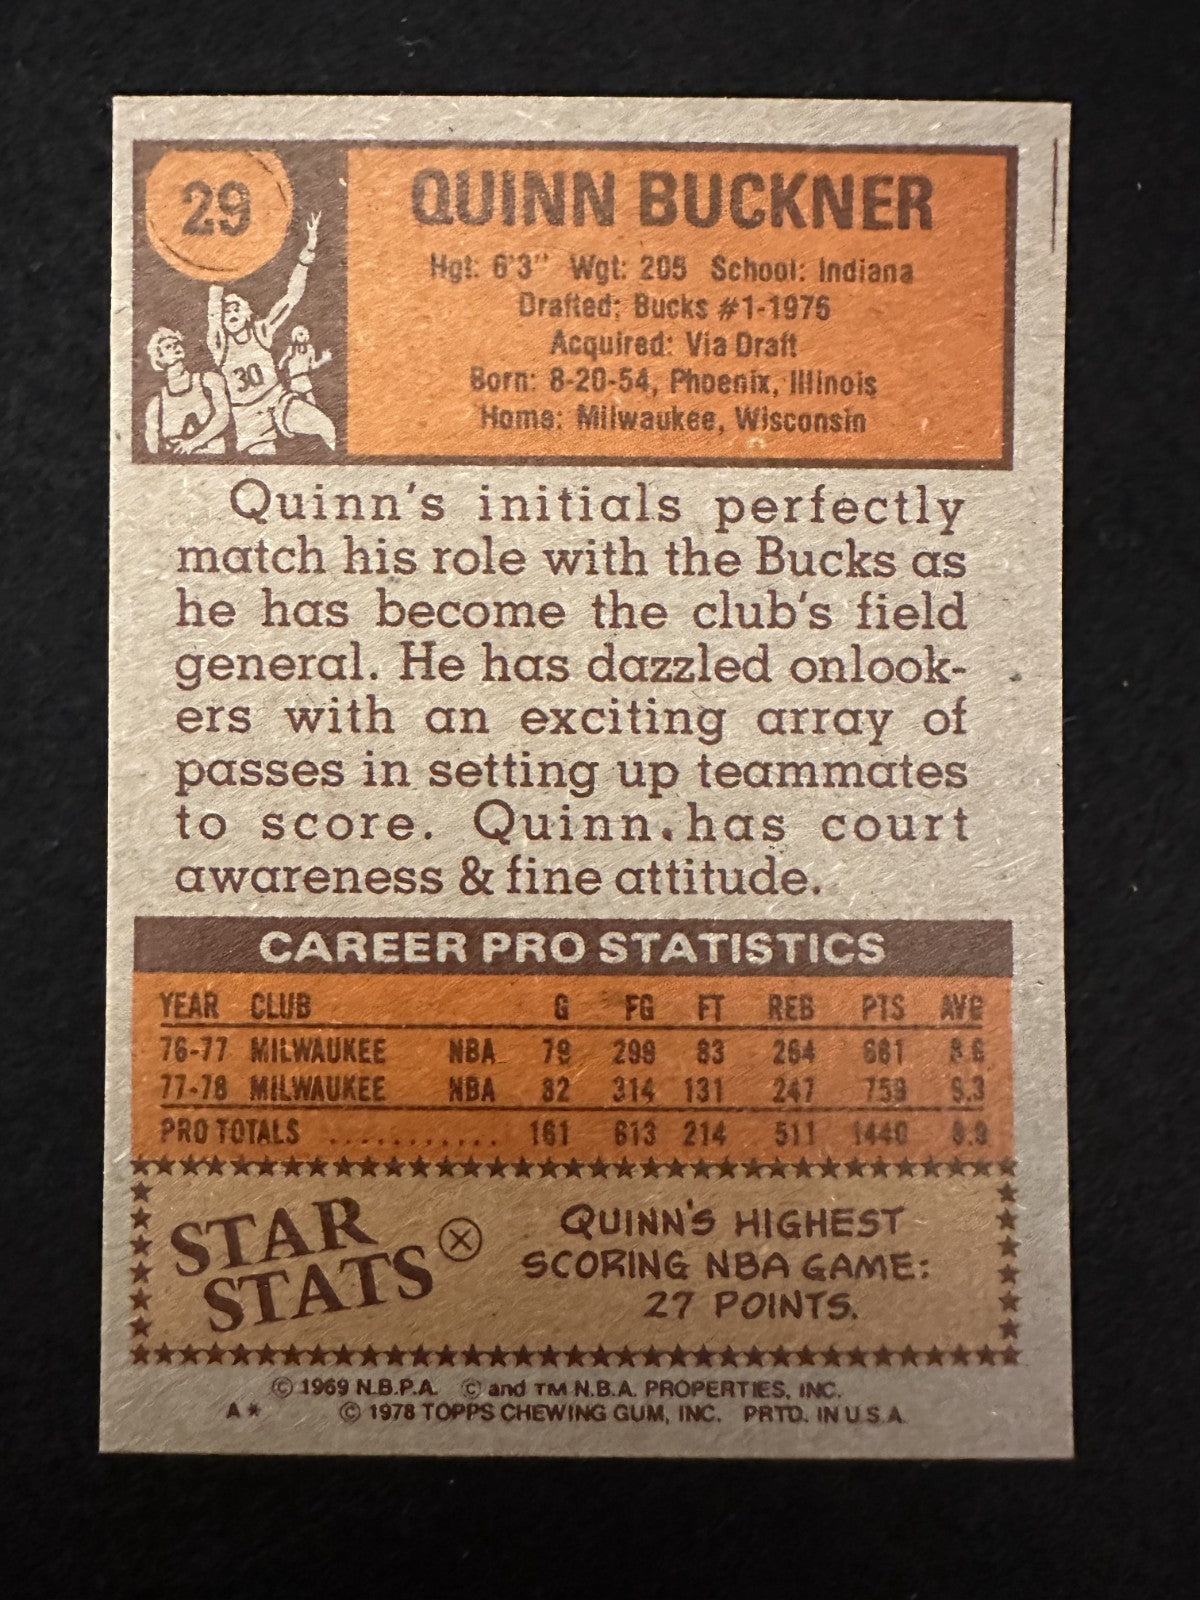 29
30
QUINN BUCKNER
Hgt: 6'3" Wgt: 205 School: Indiana
Drafted: Bucks #1-1976
Acquired: Via Draft
Born: 8-20-54, Phoenix, Illinois
Home: Milwaukee, Wisconsin
Quinn's initials perfectly
match his role with the Bucks as
he has become the club's field
general. He has dazzled onlook-
ers with an exciting array of
passes in setting up teammates
to score. Quinn has court
awareness & fine attitude.
CAREER PRO STATISTICS
YEAR CLUB G FG FT REB PTS AVG
76-77 MILWAUKEE NBA 79 299 83 264 681 8.6
77-78 MILWAUKEE NBA 82 314 131 247 759 9.3
PRO TOTALS ........... 161 613 214 511 1440 8.9
STAR
STATS
QUINN'S HIGHEST
SCORING NBA GAME:
27 POINTS.
© 1969 N.B.P.A. © and TM N.B.A. PROPERTIES, INC.
A* © 1978 TOPPS CHEWING GUM, INC. PRTD. IN U.S.A.